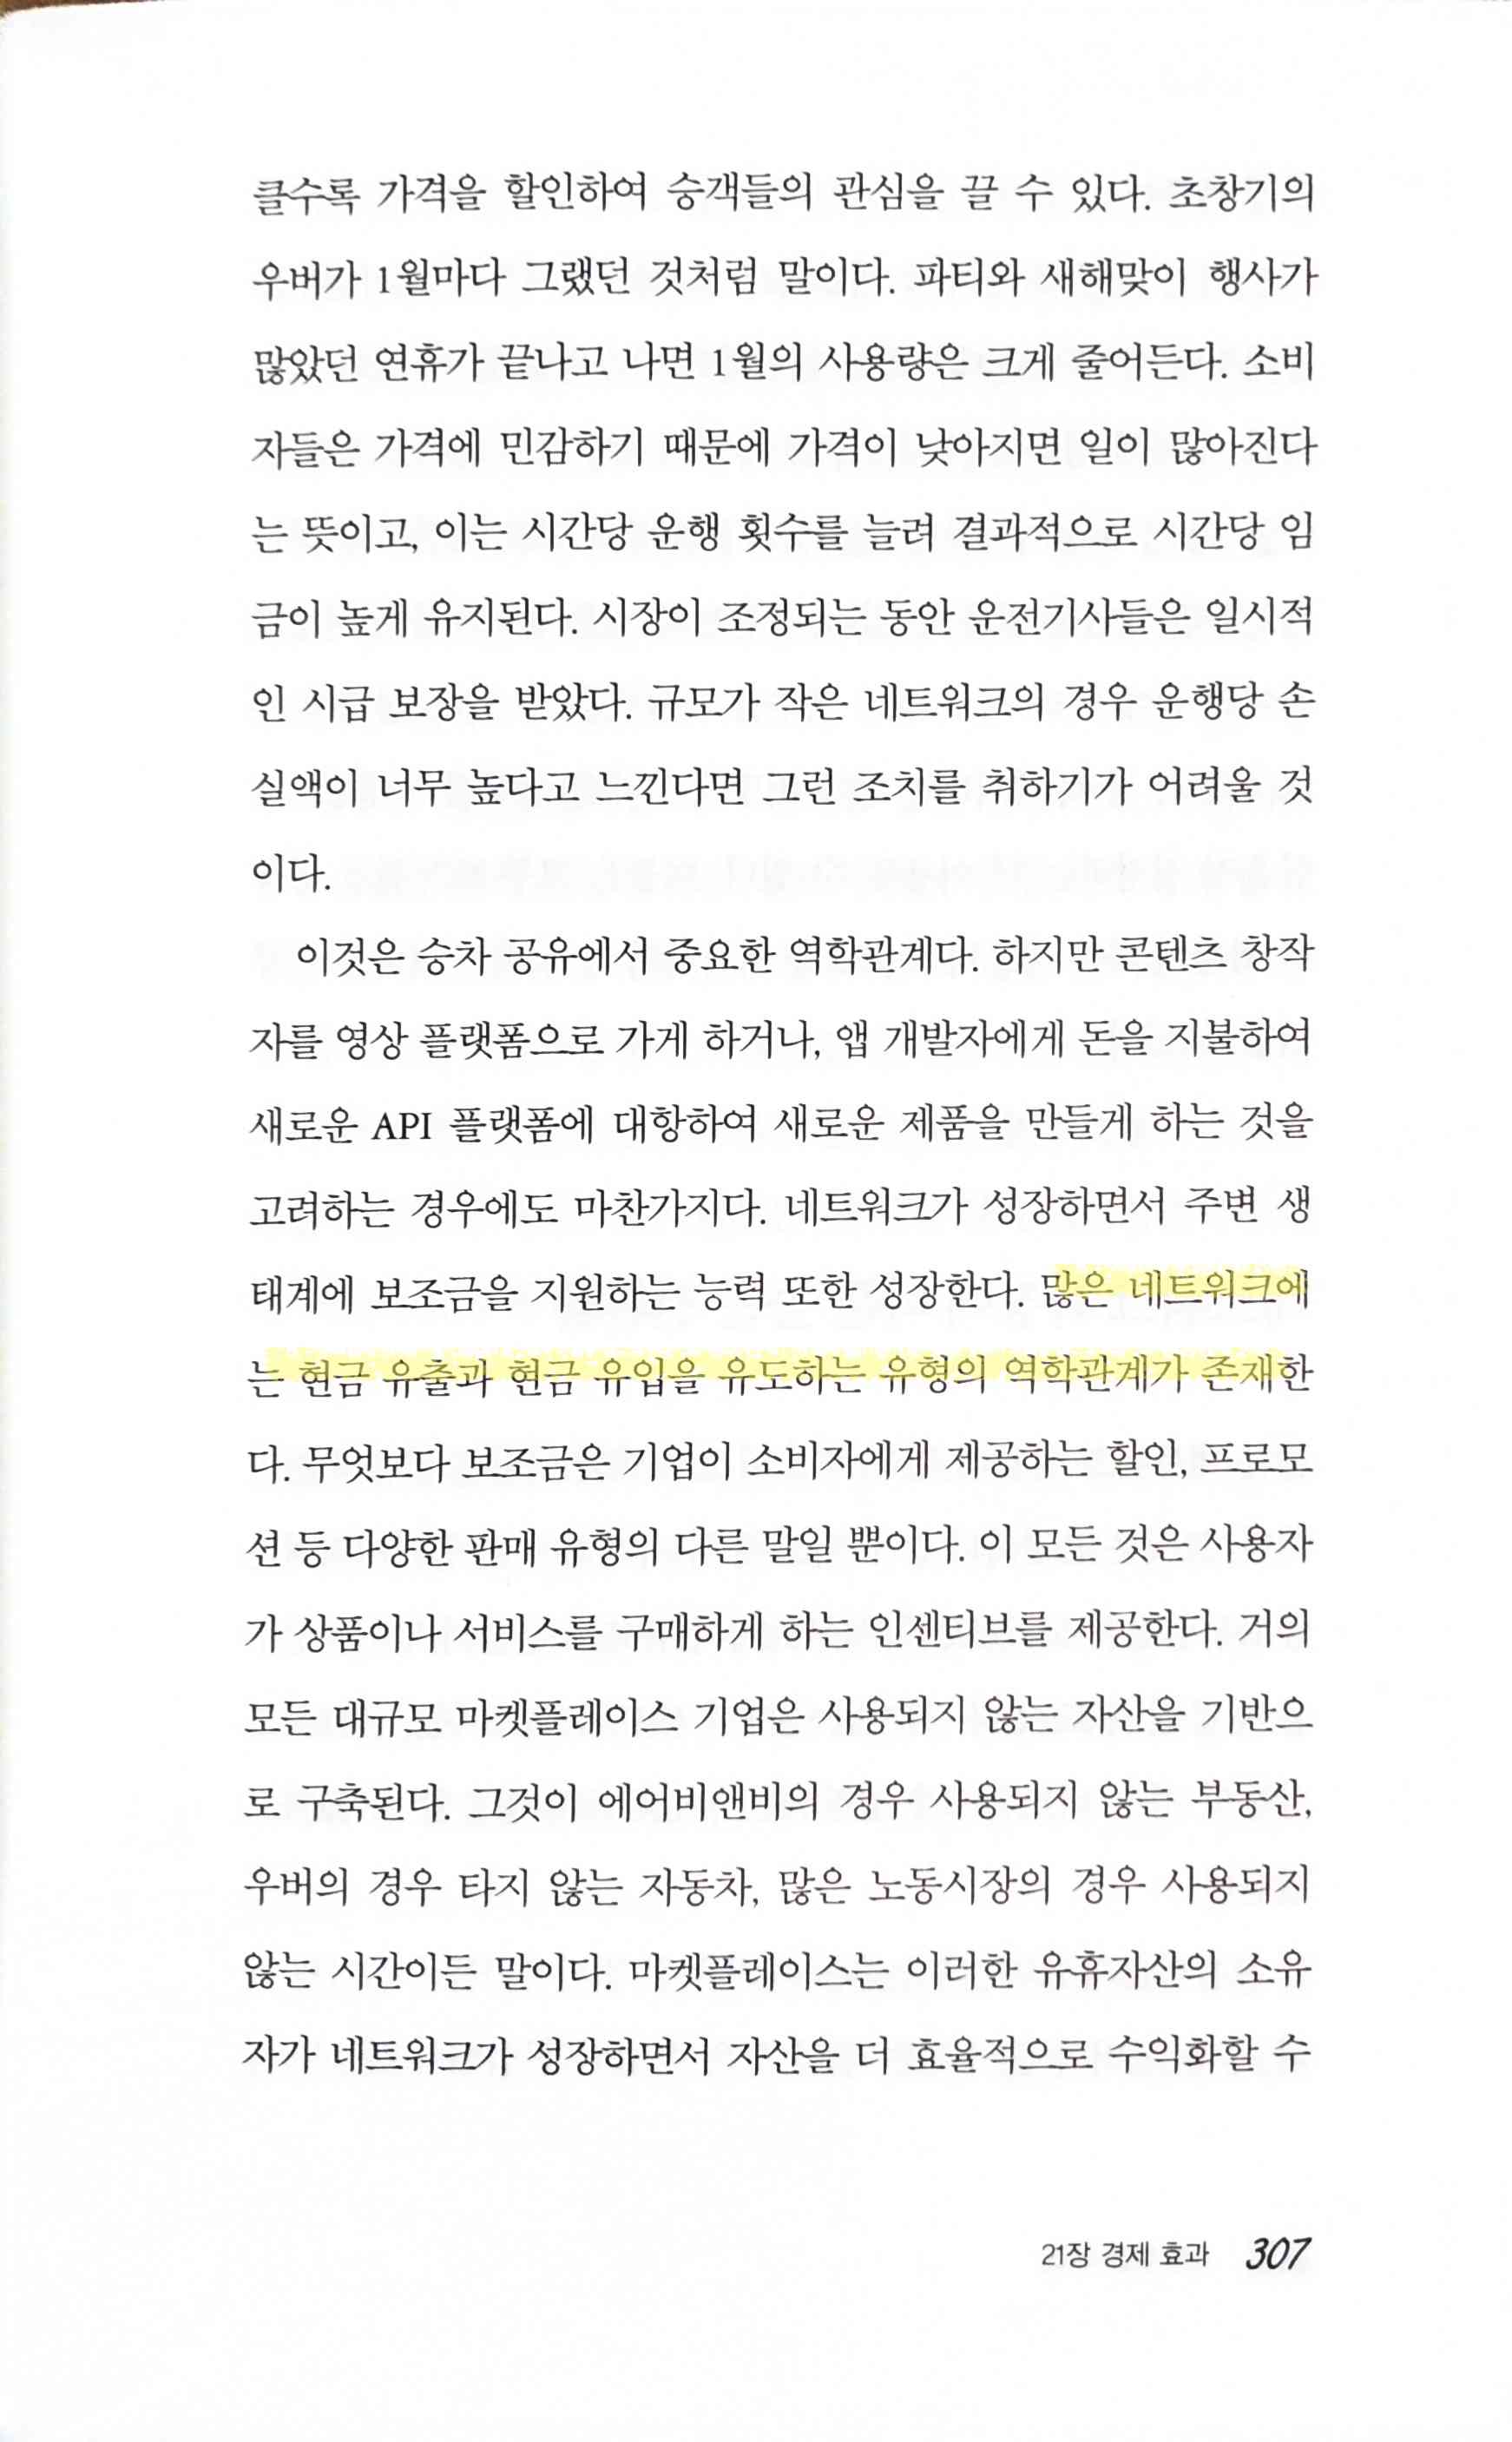 클수록 가격을 할인하여 승객들의 관심을 끌 수 있다. 초창기의
우버가 1월마다 그랬던 것처럼 말이다. 파티와 새해맞이 행사가
많았던 연휴가 끝나고 나면 1월의 사용량은 크게 줄어든다. 소비
자들은 가격에 민감하기 때문에 가격이 낮아지면 일이 많아진다
는 뜻이고, 이는 시간당 운행 횟수를 늘려 결과적으로 시간당 임
금이 높게 유지된다. 시장이 조정되는 동안 운전기사들은 일시적
인 시급 보장을 받았다. 규모가 작은 네트워크의 경우 운행당 손
실액이 너무 높다고 느낀다면 그런 조치를 취하기가 어려울 것
이다.
이것은 승차 공유에서 중요한 역학관계다. 하지만 콘텐츠 창작
자를 영상 플랫폼으로 가게 하거나, 앱 개발자에게 돈을 지불하여
새로운 API 플랫폼에 대항하여 새로운 제품을 만들게 하는 것을
고려하는 경우에도 마찬가지다. 네트워크가 성장하면서 주변 생
태계에 보조금을 지원하는 능력 또한 성장한다. 많은 네트워크에
는 현금 유출과 현금 유입을 유도하는 유형의 역학관계가 존재한
다. 무엇보다 보조금은 기업이 소비자에게 제공하는 할인, 프로모
션 등 다양한 판매 유형의 다른 말일 뿐이다. 이 모든 것은 사용자
가 상품이나 서비스를 구매하게 하는 인센티브를 제공한다. 거의
모든 대규모 마켓플레이스 기업은 사용되지 않는 자산을 기반으
로 구축된다. 그것이 에어비앤비의 경우 사용되지 않는 부동산,
우버의 경우 타지 않는 자동차, 많은 노동시장의 경우 사용되지
않는 시간이든 말이다. 마켓플레이스는 이러한 유휴자산의 소유
자가 네트워크가 성장하면서 자산을 더 효율적으로 수익화할 수
21장 경제 효과 307